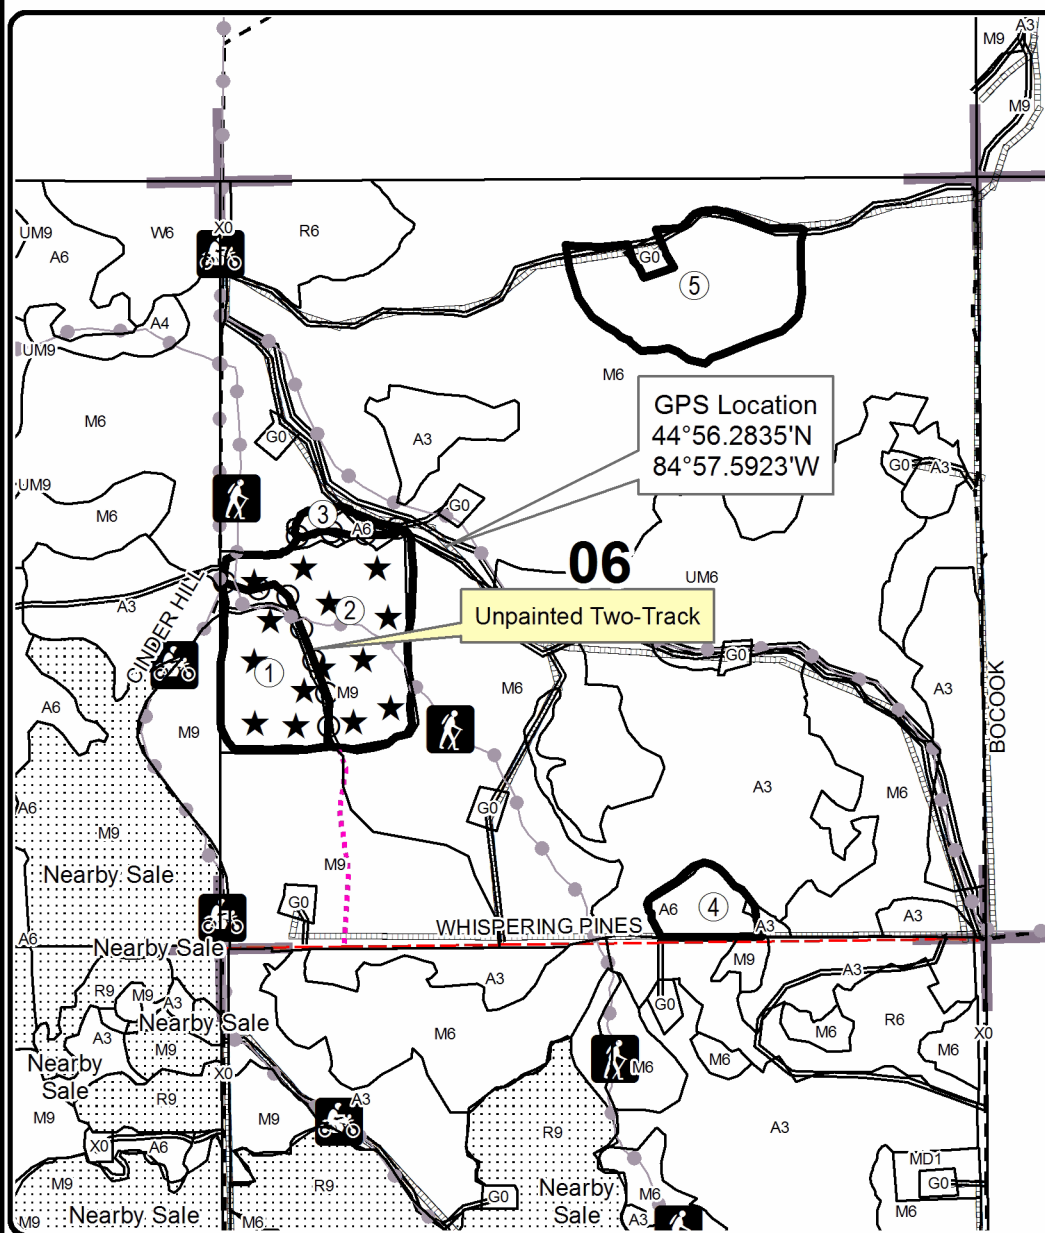 A3
M9
M9
X0
UM9
W6
R6
A6
G0
5
A4
UM9
M6
M6
GPS Location
44°56.2835'N
84°57.5923'W
A3
G0
G0
A3
UM9
G0
M6
3
A6
06
UM6
A3
2
Unpainted Two-Track
CINDER HILL
1
M9
M6
A3
A6
M9
BOCOOK
A3
M6
A6
G0
G0
M9
M9
Nearby Sale
G0
A6
4
A3
WHISPERING PINES
A3
A6
Nearby Sale
M9
A3
A3
R9
M9
A3
G0
Nearby Sale
R6
M6
X0
A3
M9
M6
M6
Nearby
Sale
M6
M6
X0
R9
A3
M9
M9
A3
R9
X0
A6
MD1
M9
R9
G0
Nearby
Sale
M6
G0
M6
Nearby Sale
M9
M6
A3